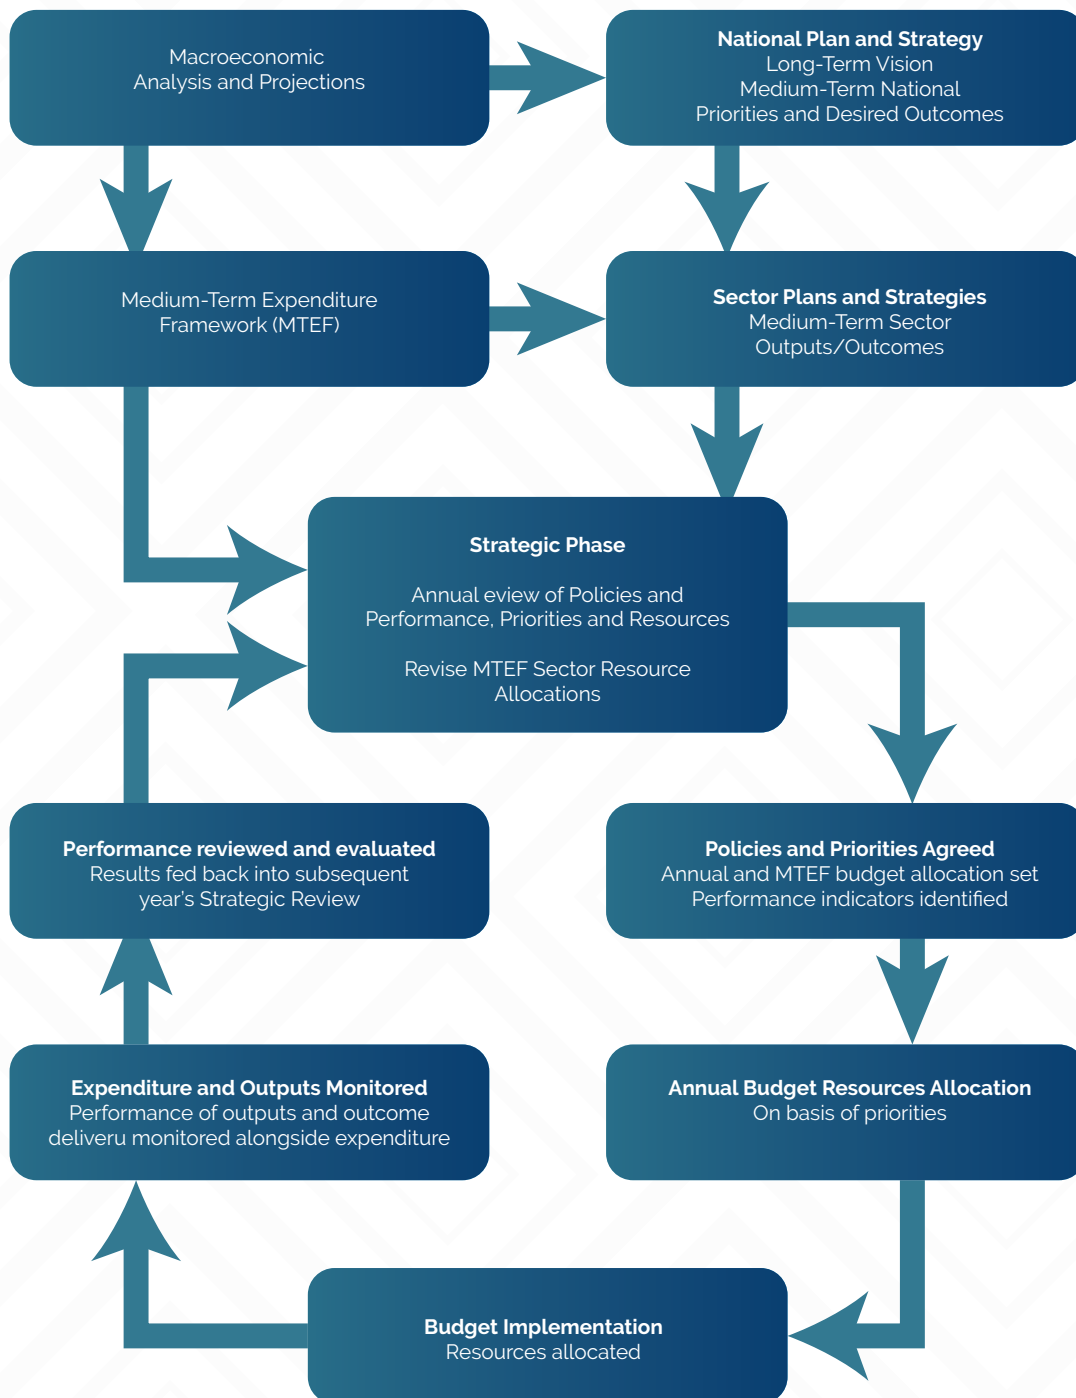 Macroeconomic
Analysis and Projections
National Plan and Strategy
Long-Term Vision
Medium-Term National
Priorities and Desired Outcomes
Medium-Term Expenditure
Framework (MTEF)
Sector Plans and Strategies
Medium-Term Sector
Outputs/Outcomes
Strategic Phase
Annual eview of Policies and
Performance, Priorities and Resources
Revise MTEF Sector Resource
Allocations
Performance reviewed and evaluated
Results fed back into subsequent
year's Strategic Review
Policies and Priorities Agreed
Annual and MTEF budget allocation set
Performance indicators identified
Expenditure and Outputs Monitored
Performance of outputs and outcome
deliveru monitored alongside expenditure
Annual Budget Resources Allocation
On basis of priorities
Budget Implementation
Resources allocated